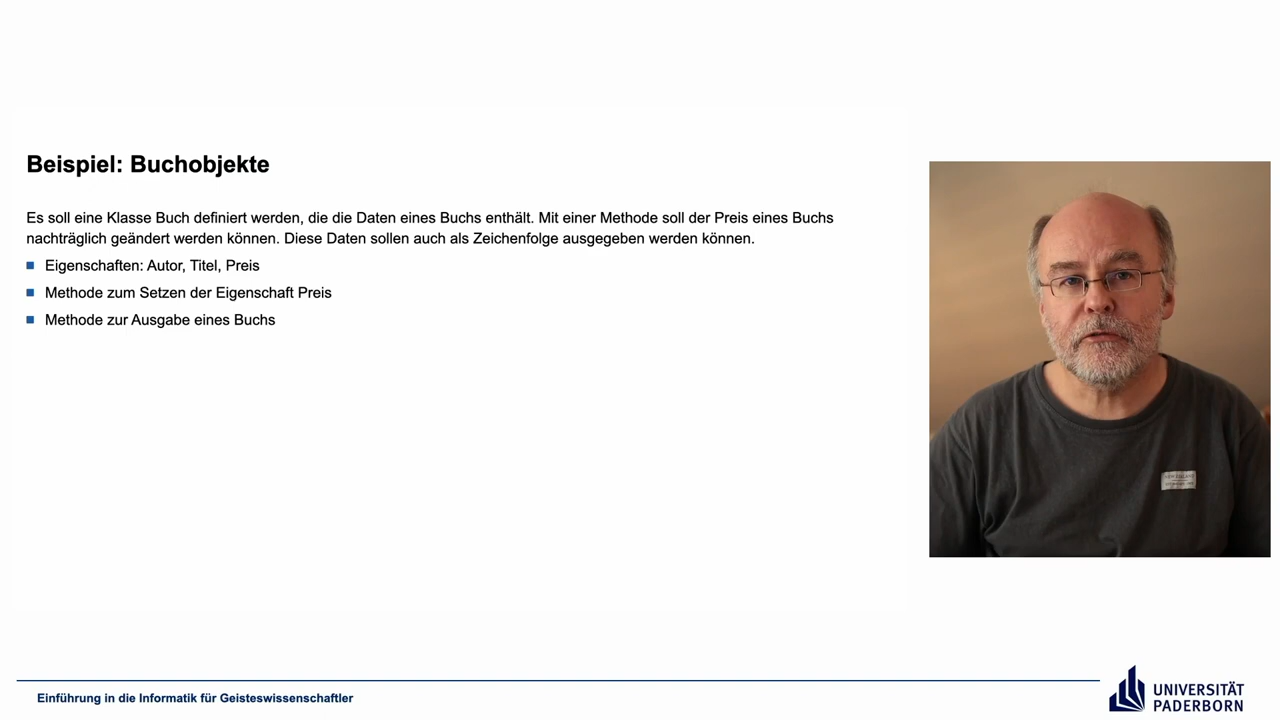 Beispiel: Buchobjekte
Es soll eine Klasse Buch definiert werden, die die Daten eines Buchs enthält. Mit einer Methode soll der Preis eines Buchs
nachträglich geändert werden können. Diese Daten sollen auch als Zeichenfolge ausgegeben werden können.
Eigenschaften: Autor, Titel, Preis
Methode zum Setzen der Eigenschaft Preis
Methode zur Ausgabe eines Buchs
Einführung in die Informatik für Geisteswissenschaftler
UNIVERSITÄT
PADERBORN